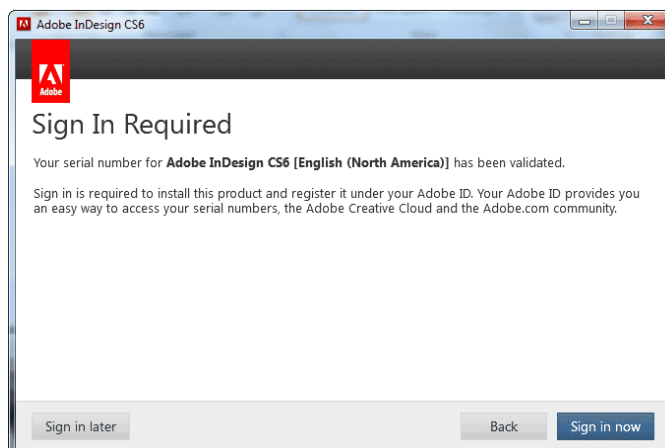 Adobe InDesign CS6
Adobe
Sign In Required
Your serial number for Adobe InDesign CS6 [English (North America)] has been validated.
Sign in is required to install this product and register it under your Adobe ID. Your Adobe ID provides you
an easy way to access your serial numbers, the Adobe Creative Cloud and the Adobe.com community.
Sign in later
Back
Sign in now